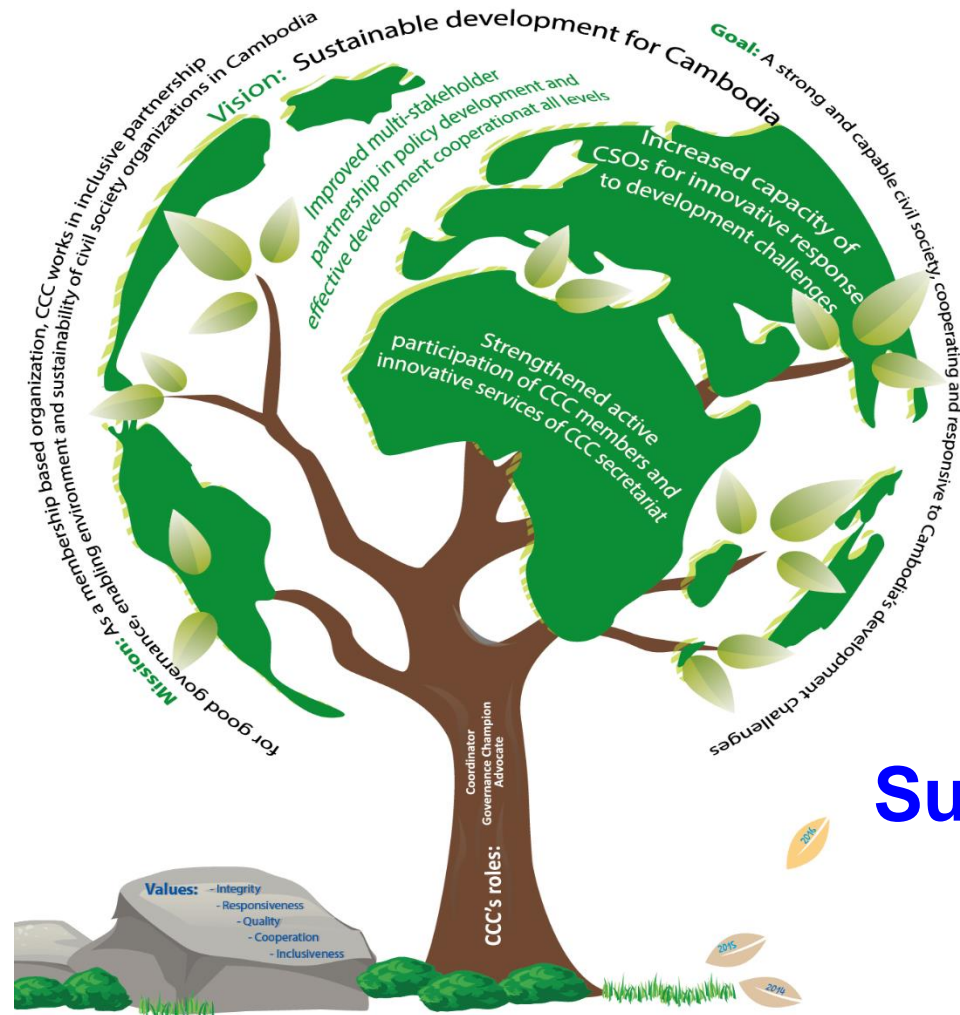 Vision: Sustainable development for Cambodia
Goal: A strong and capable civil society, cooperating and responsive to Cambodia's development challenges
Mission: As a membership based organization, CCC works in inclusive partnership
for good governance, enabling environment and sustainability of civil society organizations in Cambodia
Improved multi-stakeholder
partnership in policy development and
effective development cooperationat all levels
Increased capacity of
CSOs for innovative response
to development challenges
Strengthened active
participation of CCC members and
innovative services of CCC secretariat
CCC's roles:
Coordinator
Governance Champion
Advocate
Values: - Integrity
- Responsiveness
- Quality
- Cooperation
- Inclusiveness
Su
2016
2015
2014